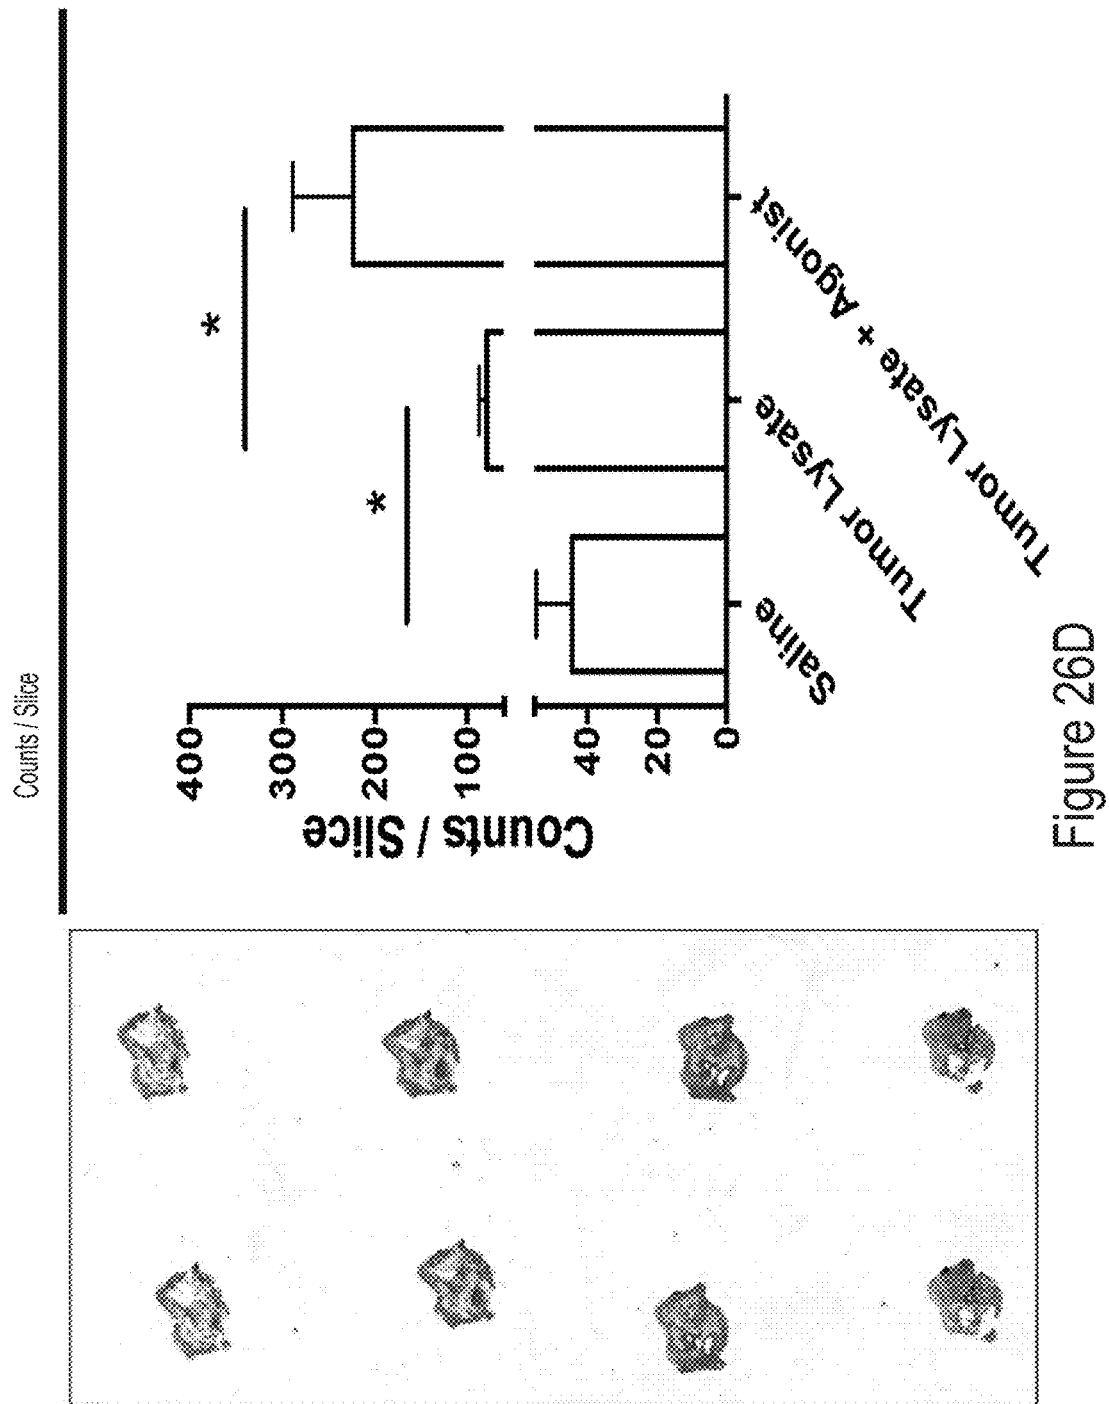 Counts / Slice
Counts / Slice
400
300
200
100
40
20
0
*
*
Saline
Tumor Lysate
Tumor Lysate + Agonist
Figure 26D